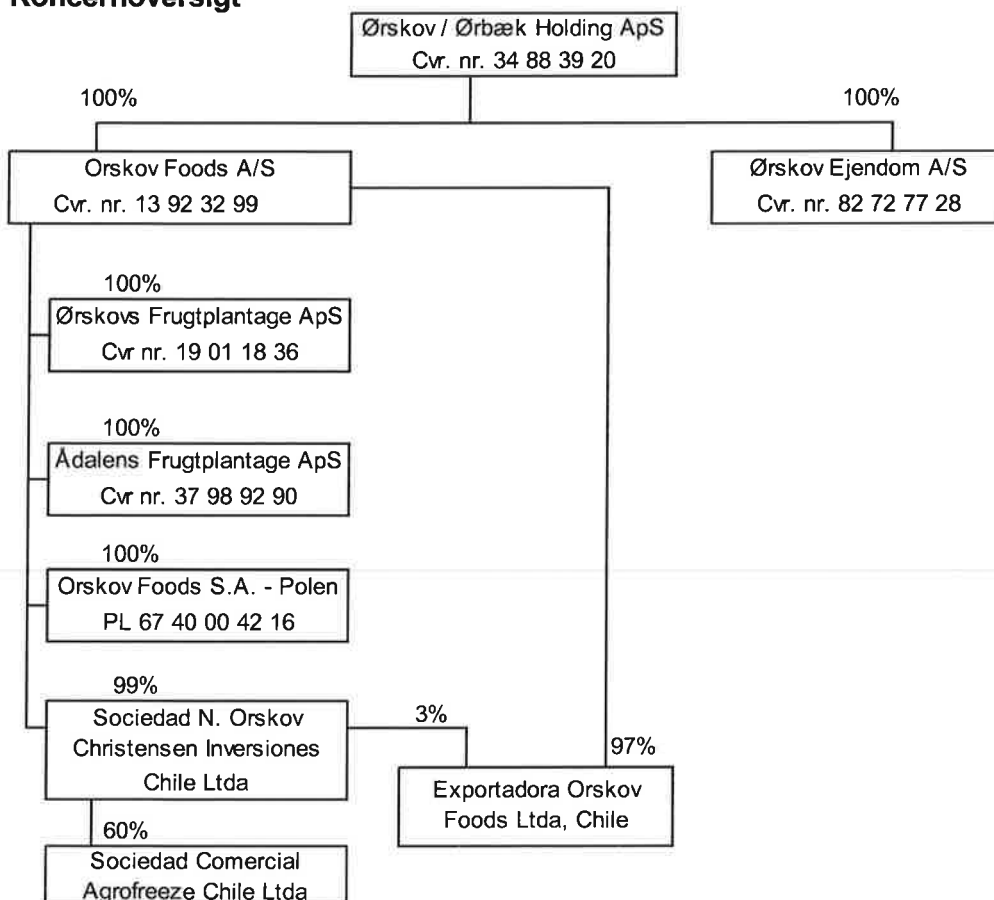 Koncernoversigt
Ørskov / Ørbæk Holding ApS
Cvr. nr. 34 88 39 20
100%
100%
Orskov Foods A/S
Cvr. nr. 13 92 32 99
Ørskov Ejendom A/S
Cvr. nr. 82 72 77 28
100%
Ørskovs Frugtplantage ApS
Cvr nr. 19 01 18 36
100%
Ådalens Frugtplantage ApS
Cvr nr. 37 98 92 90
100%
Orskov Foods S.A. - Polen
PL 67 40 00 42 16
99%
Sociedad N. Orskov
Christensen Inversiones
Chile Ltda
3%
97%
Exportadora Orskov
Foods Ltda, Chile
60%
Sociedad Comercial
Agrofreeze Chile Ltda